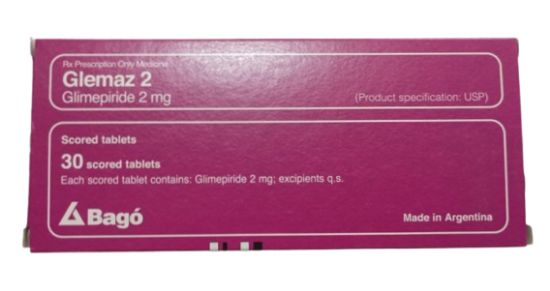 Rx Prescription Only Medicine
Glemaz 2
Glimepiride 2 mg
(Product specification: USP)
Scored tablets
30 scored tablets
Each scored tablet contains: Glimepiride 2 mg; excipients q.s.
Bagó
Made in Argentina